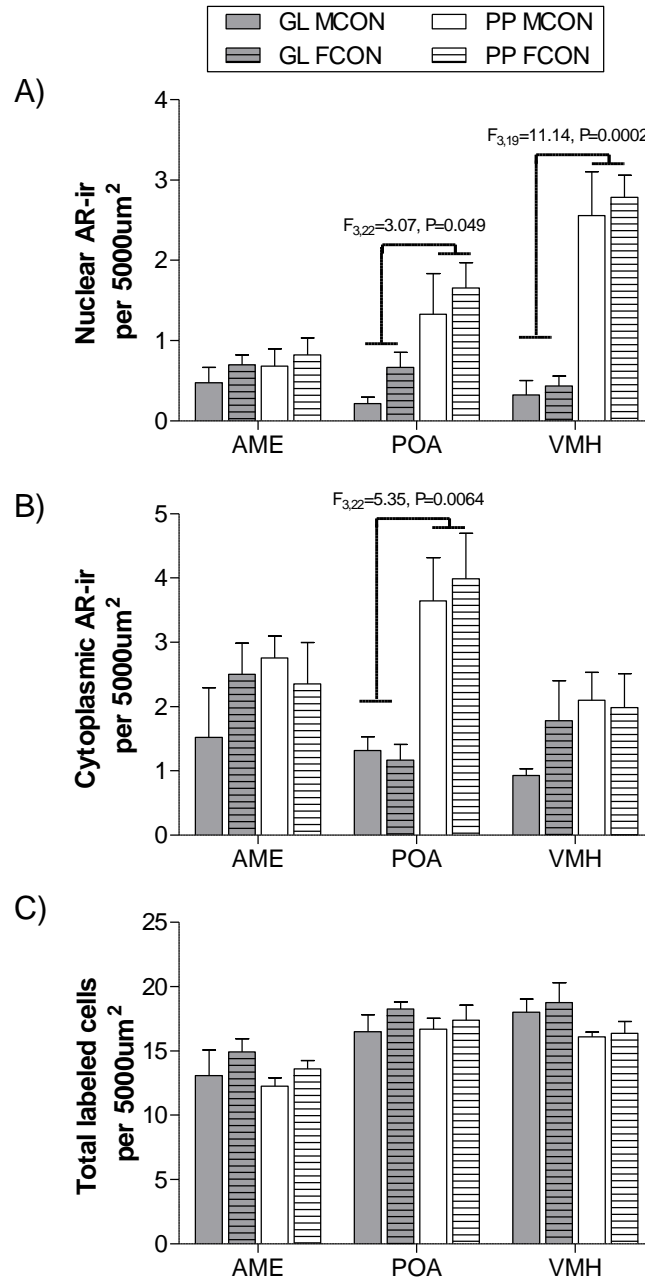 GL MCON PP MCON
GL FCON PP FCON
A)
Nuclear AR-ir
per 5000um²
4
3
2
1
0
F3,22=3.07, P=0.049
F3,19=11.14, P=0.0002
AME POA VMH
B)
Cytoplasmic AR-ir
per 5000um²
5
4
3
2
1
0
F3,22=5.35, P=0.0064
AME POA VMH
C)
Total labeled cells
per 5000um²
25
20
15
10
5
0
AME POA VMH